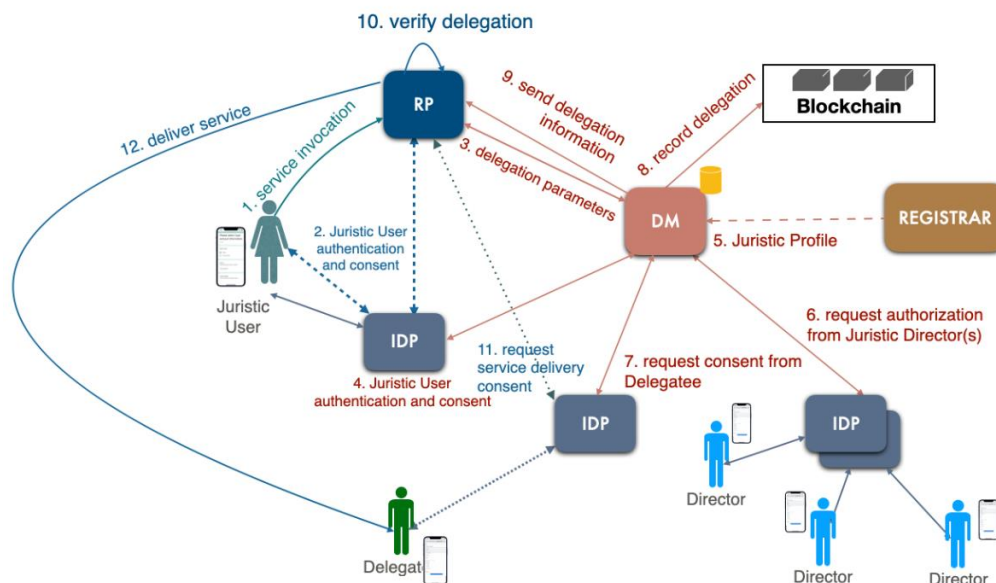 10. verify delegation
RP
9. send delegation
information
3. delegation parameters
8. record delegation
Blockchain
12. deliver service
1. service invocation
DM
REGISTRAR
5. Juristic Profile
2. Juristic User
authentication
and consent
Juristic
User
IDP
4. Juristic User
authentication and consent
11. request
service delivery
consent
7. request consent from
Delegatee
6. request authorization
from Juristic Director(s)
IDP
IDP
Director
Director
Director